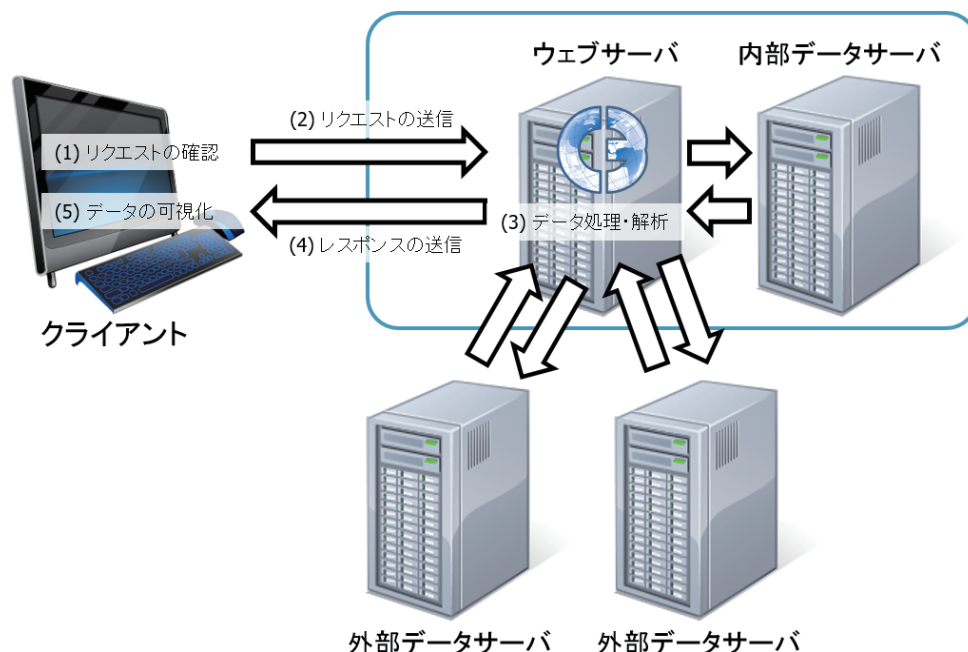 ウェブサーバ
内部データサーバ
(2) リクエストの送信
(1) リクエストの確認
(5) データの可視化
(3) データ処理・解析
(4) レスポンスの送信
クライアント
外部データサーバ
外部データサーバ